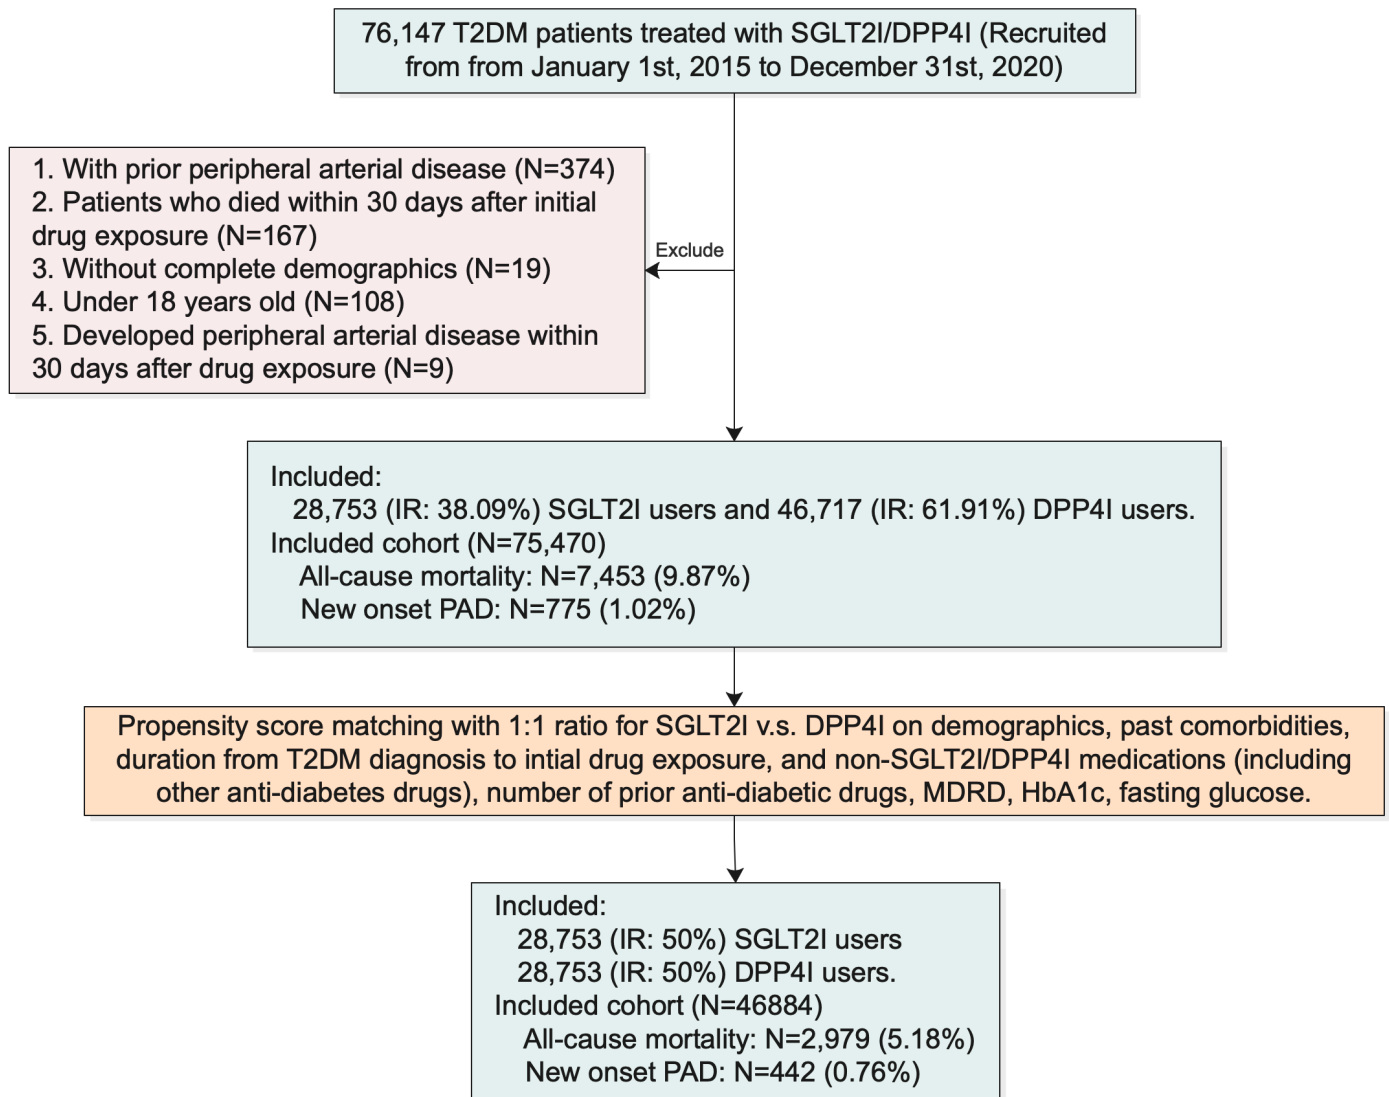 76,147 T2DM patients treated with SGLT2I/DPP4I (Recruited
from from January 1st, 2015 to December 31st, 2020)
1. With prior peripheral arterial disease (N=374)
2. Patients who died within 30 days after initial
drug exposure (N=167)
3. Without complete demographics (N=19)
4. Under 18 years old (N=108)
5. Developed peripheral arterial disease within
30 days after drug exposure (N=9)
Exclude
Included:
28,753 (IR: 38.09%) SGLT2I users and 46,717 (IR: 61.91%) DPP4I users.
Included cohort (N=75,470)
All-cause mortality: N=7,453 (9.87%)
New onset PAD: N=775 (1.02%)
Propensity score matching with 1:1 ratio for SGLT2I v.s. DPP4I on demographics, past comorbidities,
duration from T2DM diagnosis to intial drug exposure, and non-SGLT2I/DPP4I medications (including
other anti-diabetes drugs), number of prior anti-diabetic drugs, MDRD, HbA1c, fasting glucose.
Included:
28,753 (IR: 50%) SGLT2I users
28,753 (IR: 50%) DPP4I users.
Included cohort (N=46884)
All-cause mortality: N=2,979 (5.18%)
New onset PAD: N=442 (0.76%)